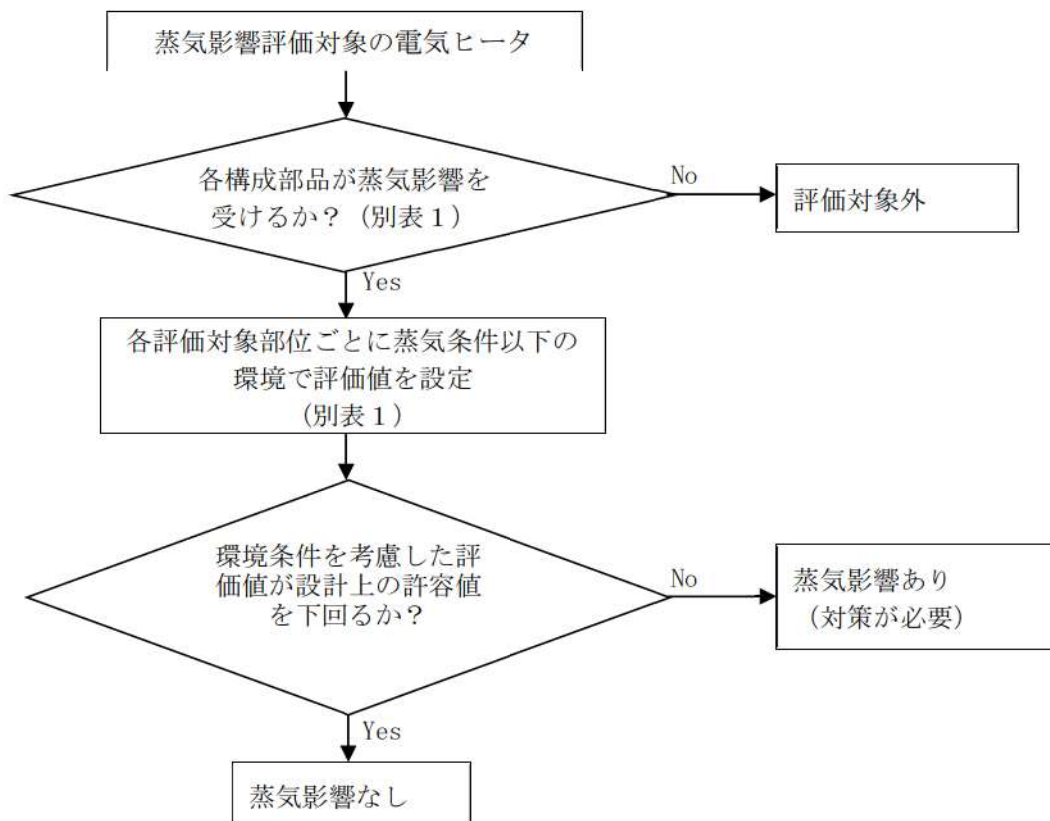 蒸気影響評価対象の電気ヒータ
各構成部品が蒸気影響を
受けるか?(別表1)
No
評価対象外
Yes
各評価対象部位ごとに蒸気条件以下の
環境で評価値を設定
(別表1)
環境条件を考慮した評
価値が設計上の許容値
を下回るか?
No
蒸気影響あり
(対策が必要)
Yes
蒸気影響なし